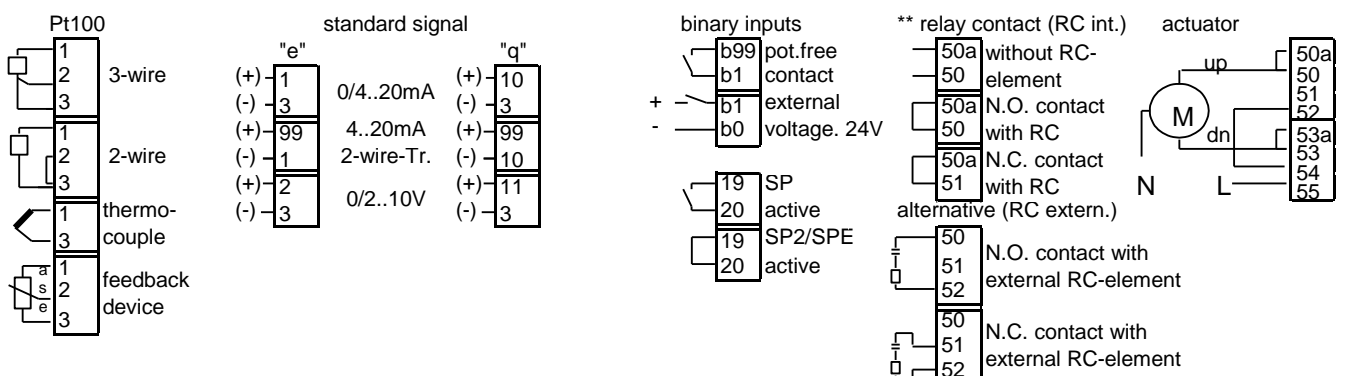 Pt100
1
2
3
3-wire
1
2
3
2-wire
1
3
thermo-
couple
a
s
e
1
2
3
feedback
device
standard signal
"e"
(+) 1
(-) 3
(+) 99
(-) 1
(+) 2
(-) 3
0/4..20mA
4..20mA
2-wire-Tr.
0/2..10V
"q"
(+) 10
(-) 3
(+) 99
(-) 10
(+) 11
(-) 3
binary inputs
b99 pot.free
b1 contact
+ b1 external
- b0 voltage. 24V
19 SP
20 active
19 SP2/SPE
20 active
** relay contact (RC int.)
50a without RC-
50 element
50a N.O. contact
50 with RC
50a N.C. contact
51 with RC
alternative (RC extern.)
50
51
52
N.O. contact with
external RC-element
50
51
52
N.C. contact with
external RC-element
actuator
up
M
dn
N
L
50a
50
51
52
53a
53
54
55